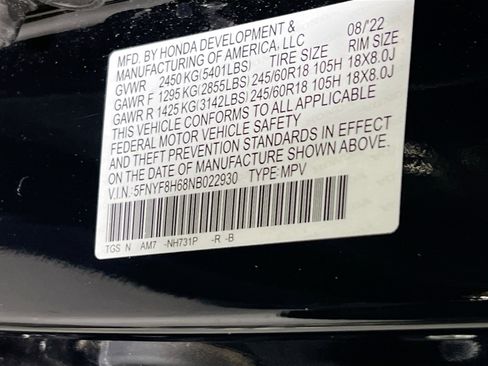 MFD. BY HONDA DEVELOPMENT & 08/'22
MANUFACTURING OF AMERICA, LLC
GVWR 2450 KG (5401LBS) TIRE SIZE RIM SIZE
GAWR F 1295 KG (2855LBS) 245/60R18 105H 18X8.0J
GAWR R 1425 KG (3142LBS) 245/60R18 105H 18X8.0J
THIS VEHICLE CONFORMS TO ALL APPLICABLE
FEDERAL MOTOR VEHICLE SAFETY
AND THEFT PREVENTION STANDARDS IN EFFECT
ON THE DATE OF MANUFACTURE SHOWN ABOVE.
V.I.N.: 5FNYF8H68NB022930 TYPE: MPV
TGS N AM7 -NH731P -R -B